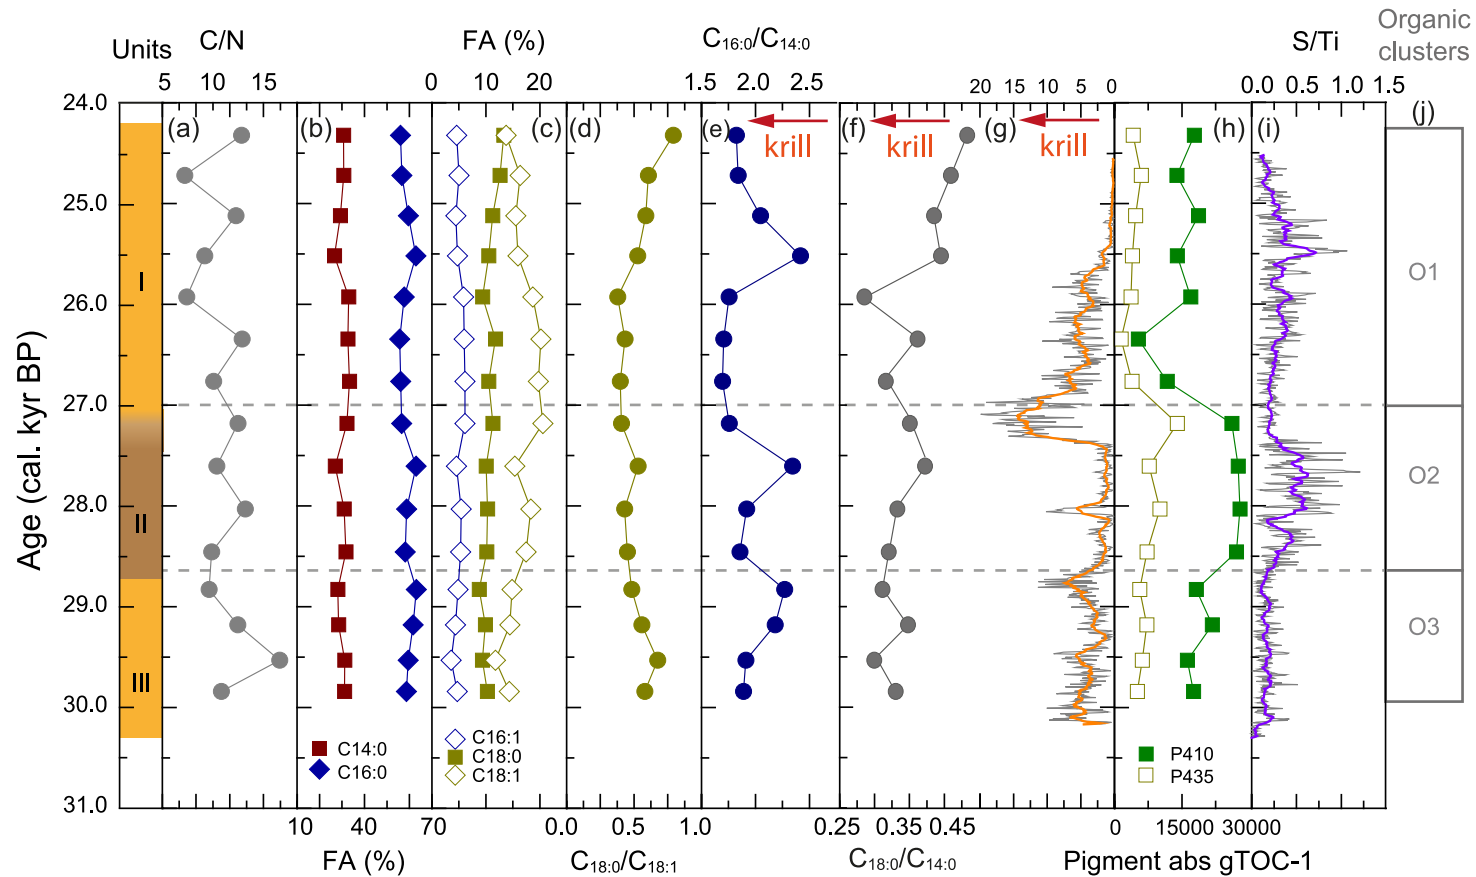 Organic
clusters
Units
C/N
FA (%)
C16:0/C14:0
S/Ti
5 10 15
0 10 20
1.5 2.0 2.5
20 15 10 5 0
0.0 0.5 1.0 1.5
(a) (b) (c) (d) (e) (f) (g) (h) (i) (j)
krill
krill
krill
Age (cal. kyr BP)
24.0
25.0
26.0
27.0
28.0
29.0
30.0
31.0
I
II
III
O1
O2
O3
C14:0
C16:0
C16:1
C18:0
C18:1
P410
P435
10 40 70
0.0 0.5 1.0
0.25 0.35 0.45
0 15000 30000
FA (%)
C18:0/C18:1
C18:0/C14:0
Pigment abs gTOC-1